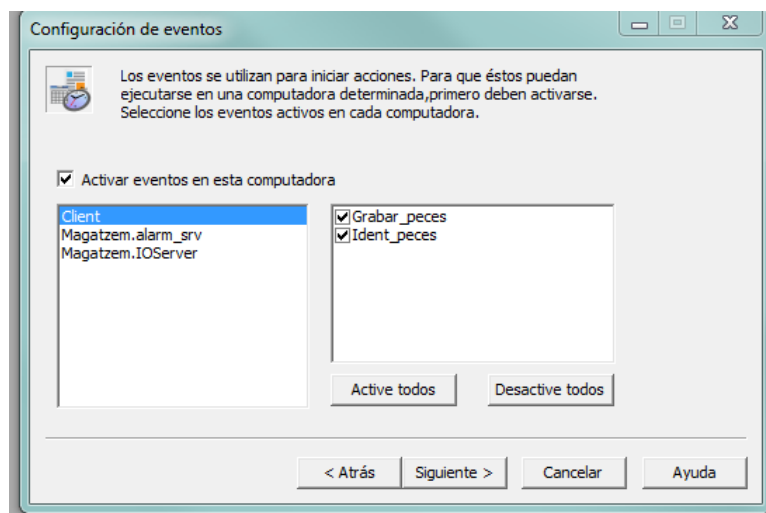 Configuración de eventos
Los eventos se utilizan para iniciar acciones. Para que éstos puedan
ejecutarse en una computadora determinada,primero deben activarse.
Seleccione los eventos activos en cada computadora.
Activar eventos en esta computadora
Client
Magatzem.alarm_srv
Magatzem.IOServer
Grabar_peces
Ident_peces
Active todos
Desactive todos
< Atrás
Siguiente >
Cancelar
Ayuda